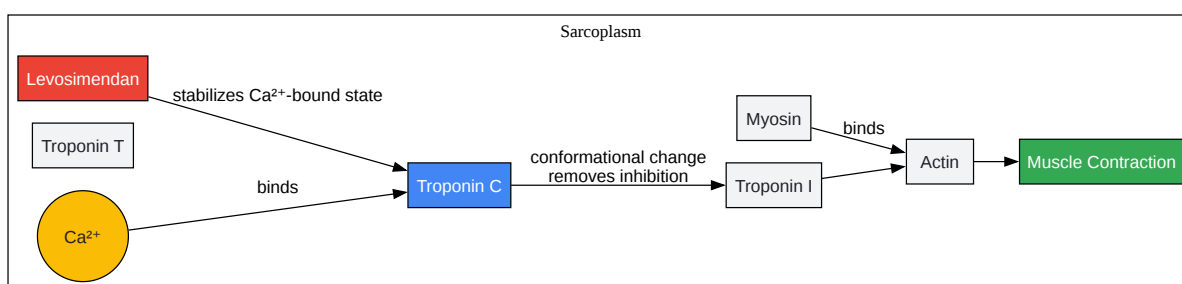 Sarcoplasm
Levosimendan
stabilizes Ca²⁺-bound state
Troponin T
Ca²⁺
binds
Troponin C
conformational change
removes inhibition
Myosin
binds
Troponin I
Actin
Muscle Contraction